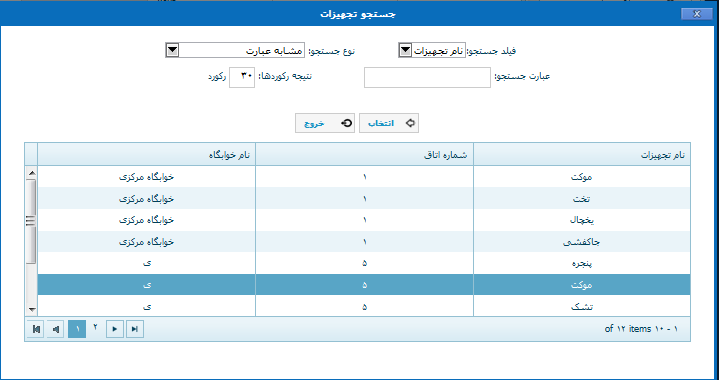 جستجو تجهیزات
فیلد جستجو: نام تجهیزات نوع جستجو: مشابه عبارت
عبارت جستجو: نتیجه رکوردها: ۳۰ رکورد
انتخاب خروج
نام تجهیزات شماره اتاق نام خوابگاه
موکت ۱ خوابگاه مرکزی
تخت ۱ خوابگاه مرکزی
یخچال ۱ خوابگاه مرکزی
جاکفشی ۱ خوابگاه مرکزی
پنجره ۵ ی
موکت ۵ ی
تشک ۵ ی
۱ ۲ of ۱۲ items ۱۰ - ۱